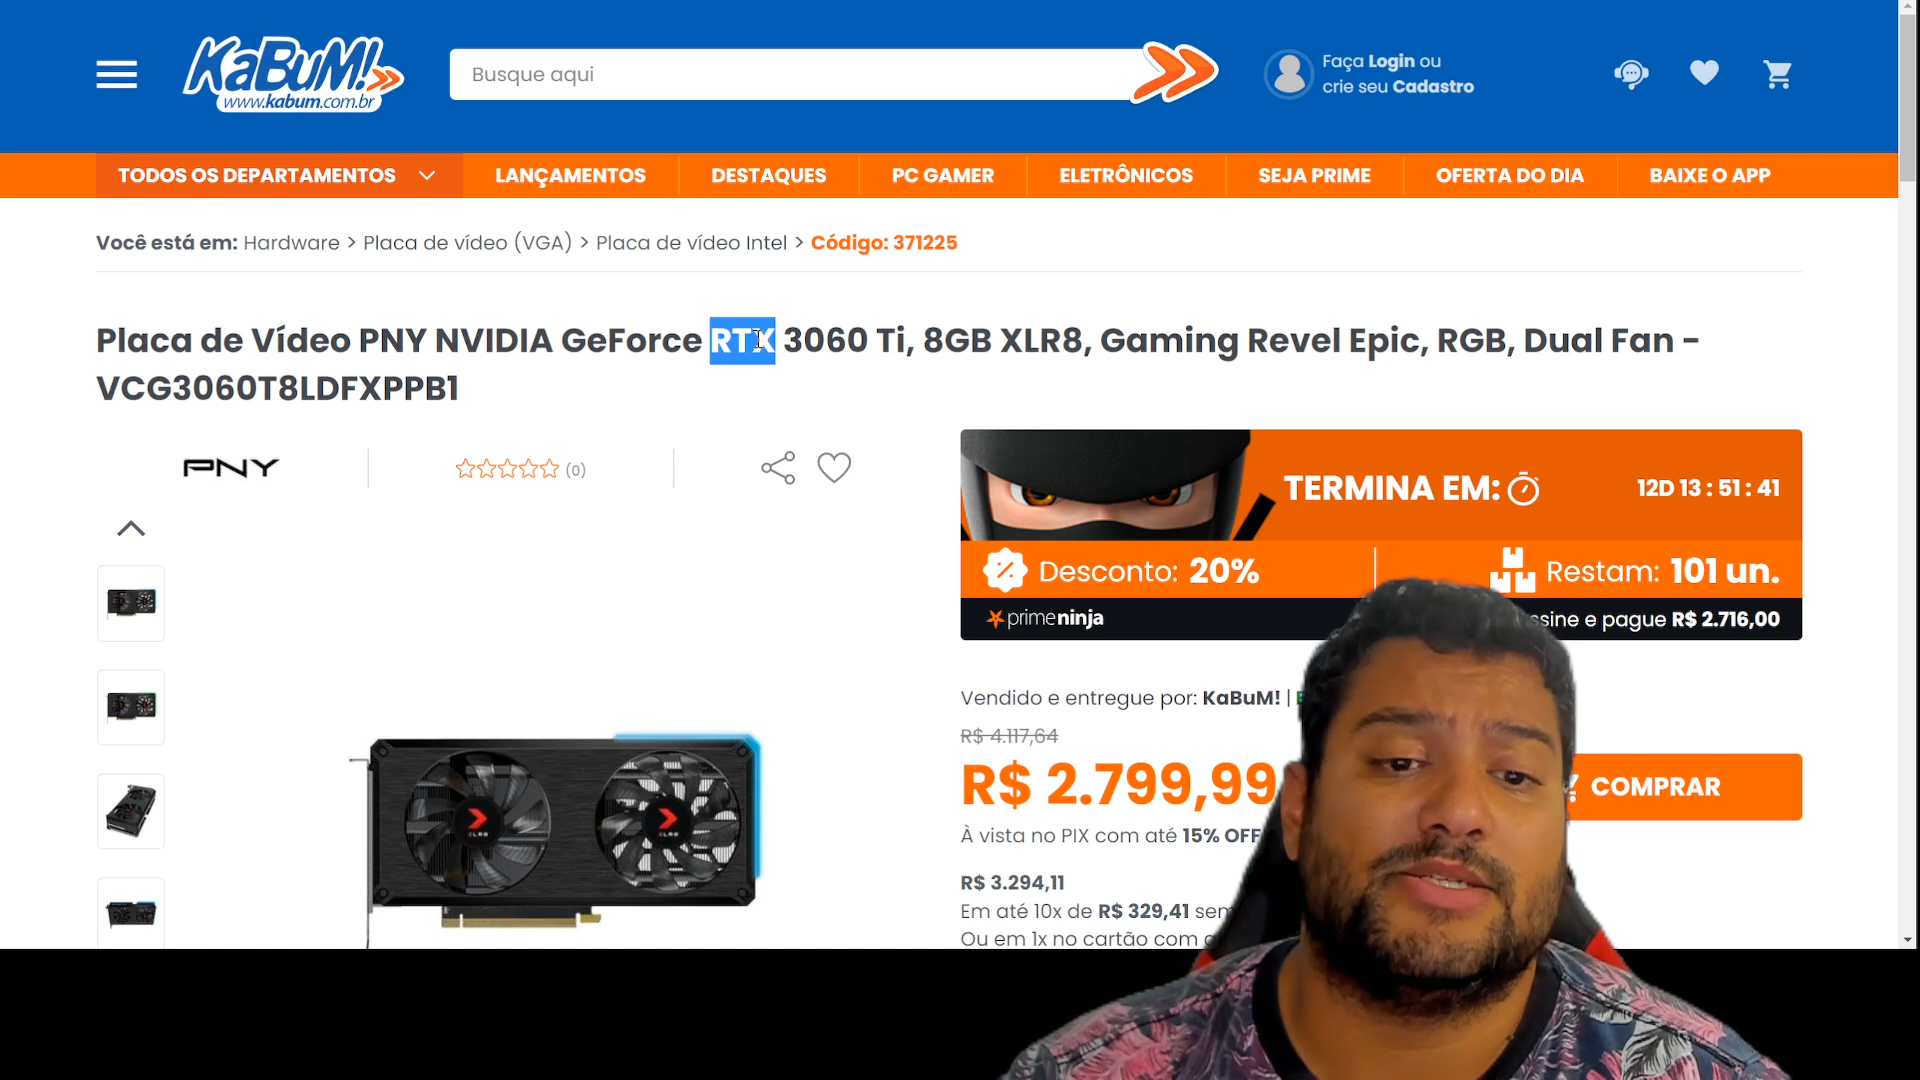 KaBuM!
www.kabum.com.br
Busque aqui
Faça Login ou
crie seu Cadastro
TODOS OS DEPARTAMENTOS
LANÇAMENTOS
DESTAQUES
PC GAMER
ELETRÔNICOS
SEJA PRIME
OFERTA DO DIA
BAIXE O APP
Você está em: Hardware > Placa de vídeo (VGA) > Placa de vídeo Intel > Código: 371225
Placa de Vídeo PNY NVIDIA GeForce RTX 3060 Ti, 8GB XLR8, Gaming Revel Epic, RGB, Dual Fan -
VCG3060T8LDFXPPB1
PNY
(0)
TERMINA EM:
12D 13 : 51 : 41
Desconto: 20%
Restam: 101 un.
primeninja
ssine e pague R$ 2.716,00
Vendido e entregue por: KaBuM! |
R$ 4.117,64
R$ 2.799,99
COMPRAR
À vista no PIX com até 15% OFF
R$ 3.294,11
Em até 10x de R$ 329,41 sem
Ou em 1x no cartão com
XLR8
XLR8